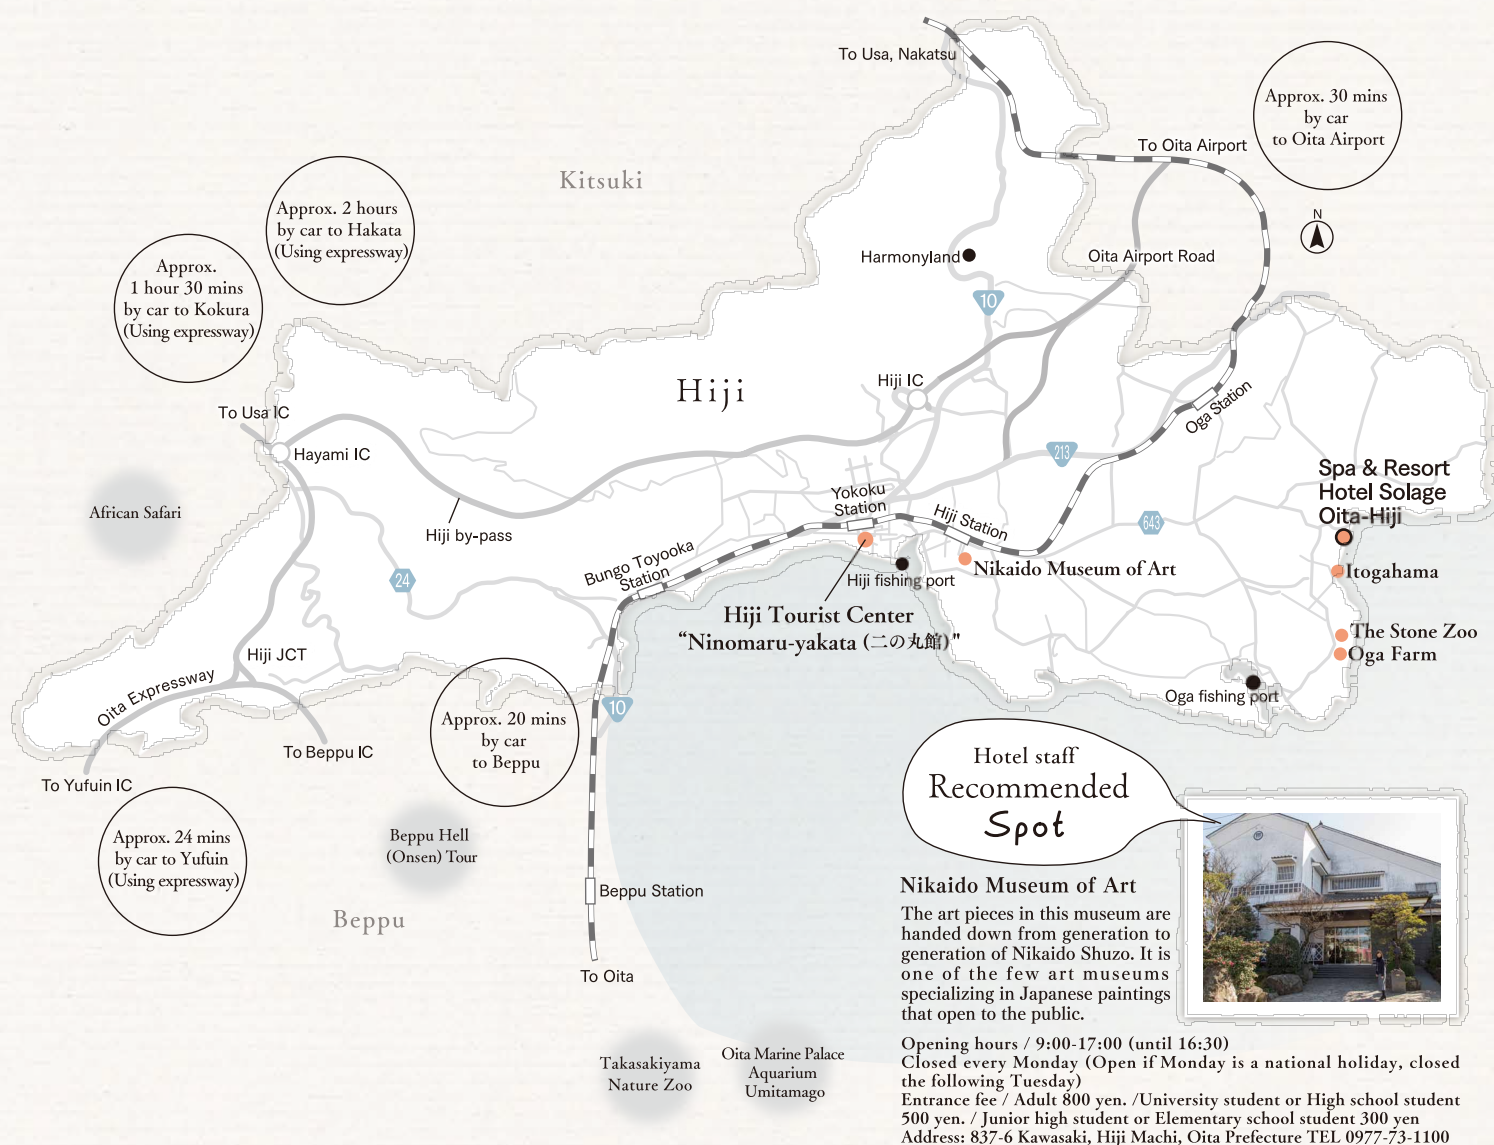 To Usa, Nakatsu
Approx. 30 mins
by car
to Oita Airport
To Oita Airport
Kitsuki
Approx. 2 hours
by car to Hakata
(Using expressway)
N
Approx.
1 hour 30 mins
by car to Kokura
(Using expressway)
Harmonyland
Oita Airport Road
10
Hiji
Hiji IC
To Usa IC
Hayami IC
Oga Station
213
Spa & Resort
Hotel Solage
Oita-Hiji
African Safari
Hiji by-pass
Yokoku
Station
Hiji Station
643
Bungo Toyooka
Station
24
Hiji fishing port
Nikaido Museum of Art
Itogahama
Hiji Tourist Center
“Ninomaru-yakata (二の丸館)"
The Stone Zoo
Oga Farm
Hiji JCT
Oita Expressway
Oga fishing port
10
Approx. 20 mins
by car
to Beppu
To Beppu IC
To Yufuin IC
Approx. 24 mins
by car to Yufuin
(Using expressway)
Beppu Hell
(Onsen) Tour
Beppu Station
Beppu
To Oita
Takasakiyama
Nature Zoo
Oita Marine Palace
Aquarium
Umitamago
Hotel staff
Recommended
Spot
Nikaido Museum of Art
The art pieces in this museum are
handed down from generation to
generation of Nikaido Shuzo. It is
one of the few art museums
specializing in Japanese paintings
that open to the public.
Opening hours / 9:00-17:00 (until 16:30)
Closed every Monday (Open if Monday is a national holiday, closed
the following Tuesday)
Entrance fee / Adult 800 yen. /University student or High school student
500 yen. / Junior high student or Elementary school student 300 yen
Address: 837-6 Kawasaki, Hiji Machi, Oita Prefecture TEL 0977-73-1100